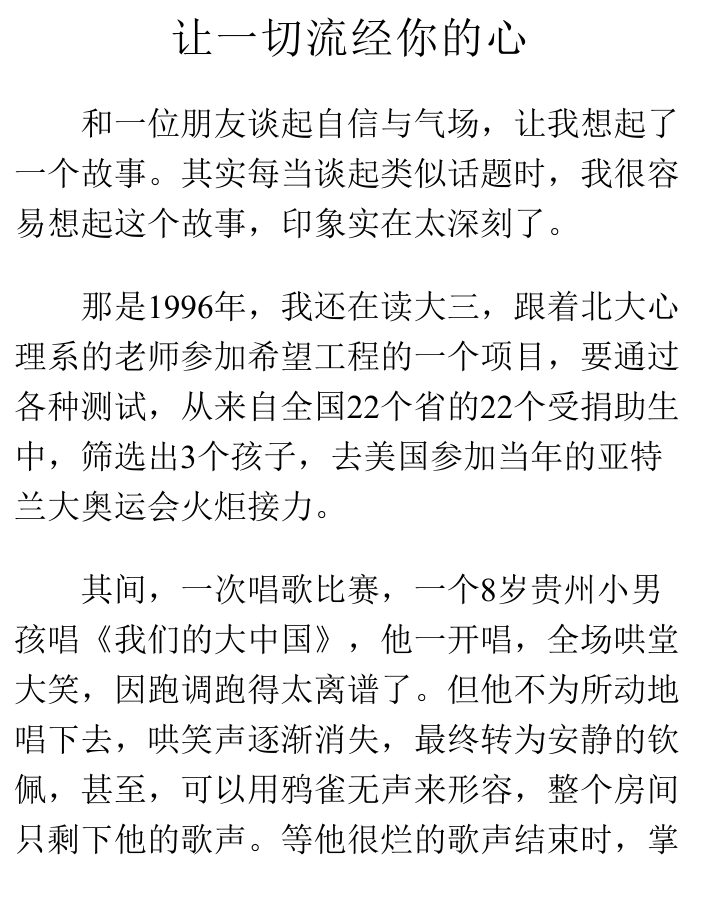 让一切流经你的心
和一位朋友谈起自信与气场，让我想起了
一个故事。其实每当谈起类似话题时，我很容
易想起这个故事，印象实在太深刻了。
那是1996年，我还在读大三，跟着北大心
理系的老师参加希望工程的一个项目，要通过
各种测试，从来自全国22个省的22个受捐助生
中，筛选出3个孩子，去美国参加当年的亚特
兰大奥运会火炬接力。
其间，一次唱歌比赛，一个8岁贵州小男
孩唱《我们的大中国》，他一开唱，全场哄堂
大笑，因跑调跑得太离谱了。但他不为所动地
唱下去，哄笑声逐渐消失，最终转为安静的钦
佩，甚至，可以用鸦雀无声来形容，整个房间
只剩下他的歌声。等他很烂的歌声结束时，掌